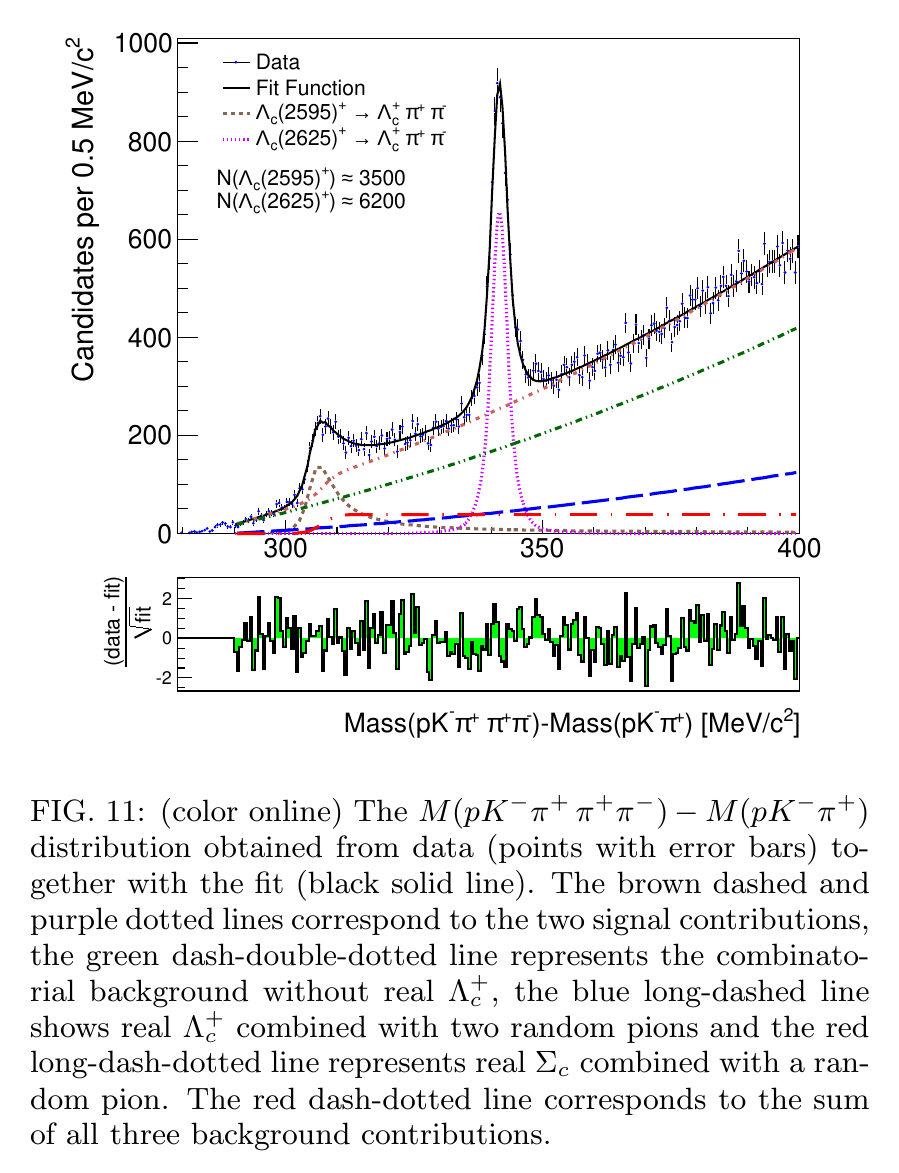 1000
800
600
400
200
0
Candidates per 0.5 MeV/c²
Data
Fit Function
Λc(2595)⁺ → Λc⁺ π⁺ π⁻
Λc(2625)⁺ → Λc⁺ π⁺ π⁻
N(Λc(2595)⁺) ≈ 3500
N(Λc(2625)⁺) ≈ 6200
300 350 400
(data - fit)
√fit
2
0
-2
Mass(pK⁻π⁺ π⁺π⁻)-Mass(pK⁻π⁺) [MeV/c²]
FIG. 11: (color online) The M(pK⁻π⁺ π⁺π⁻) − M(pK⁻π⁺)
distribution obtained from data (points with error bars) to-
gether with the fit (black solid line). The brown dashed and
purple dotted lines correspond to the two signal contributions,
the green dash-double-dotted line represents the combinato-
rial background without real Λc⁺, the blue long-dashed line
shows real Λc⁺ combined with two random pions and the red
long-dash-dotted line represents real Σc combined with a ran-
dom pion. The red dash-dotted line corresponds to the sum
of all three background contributions.